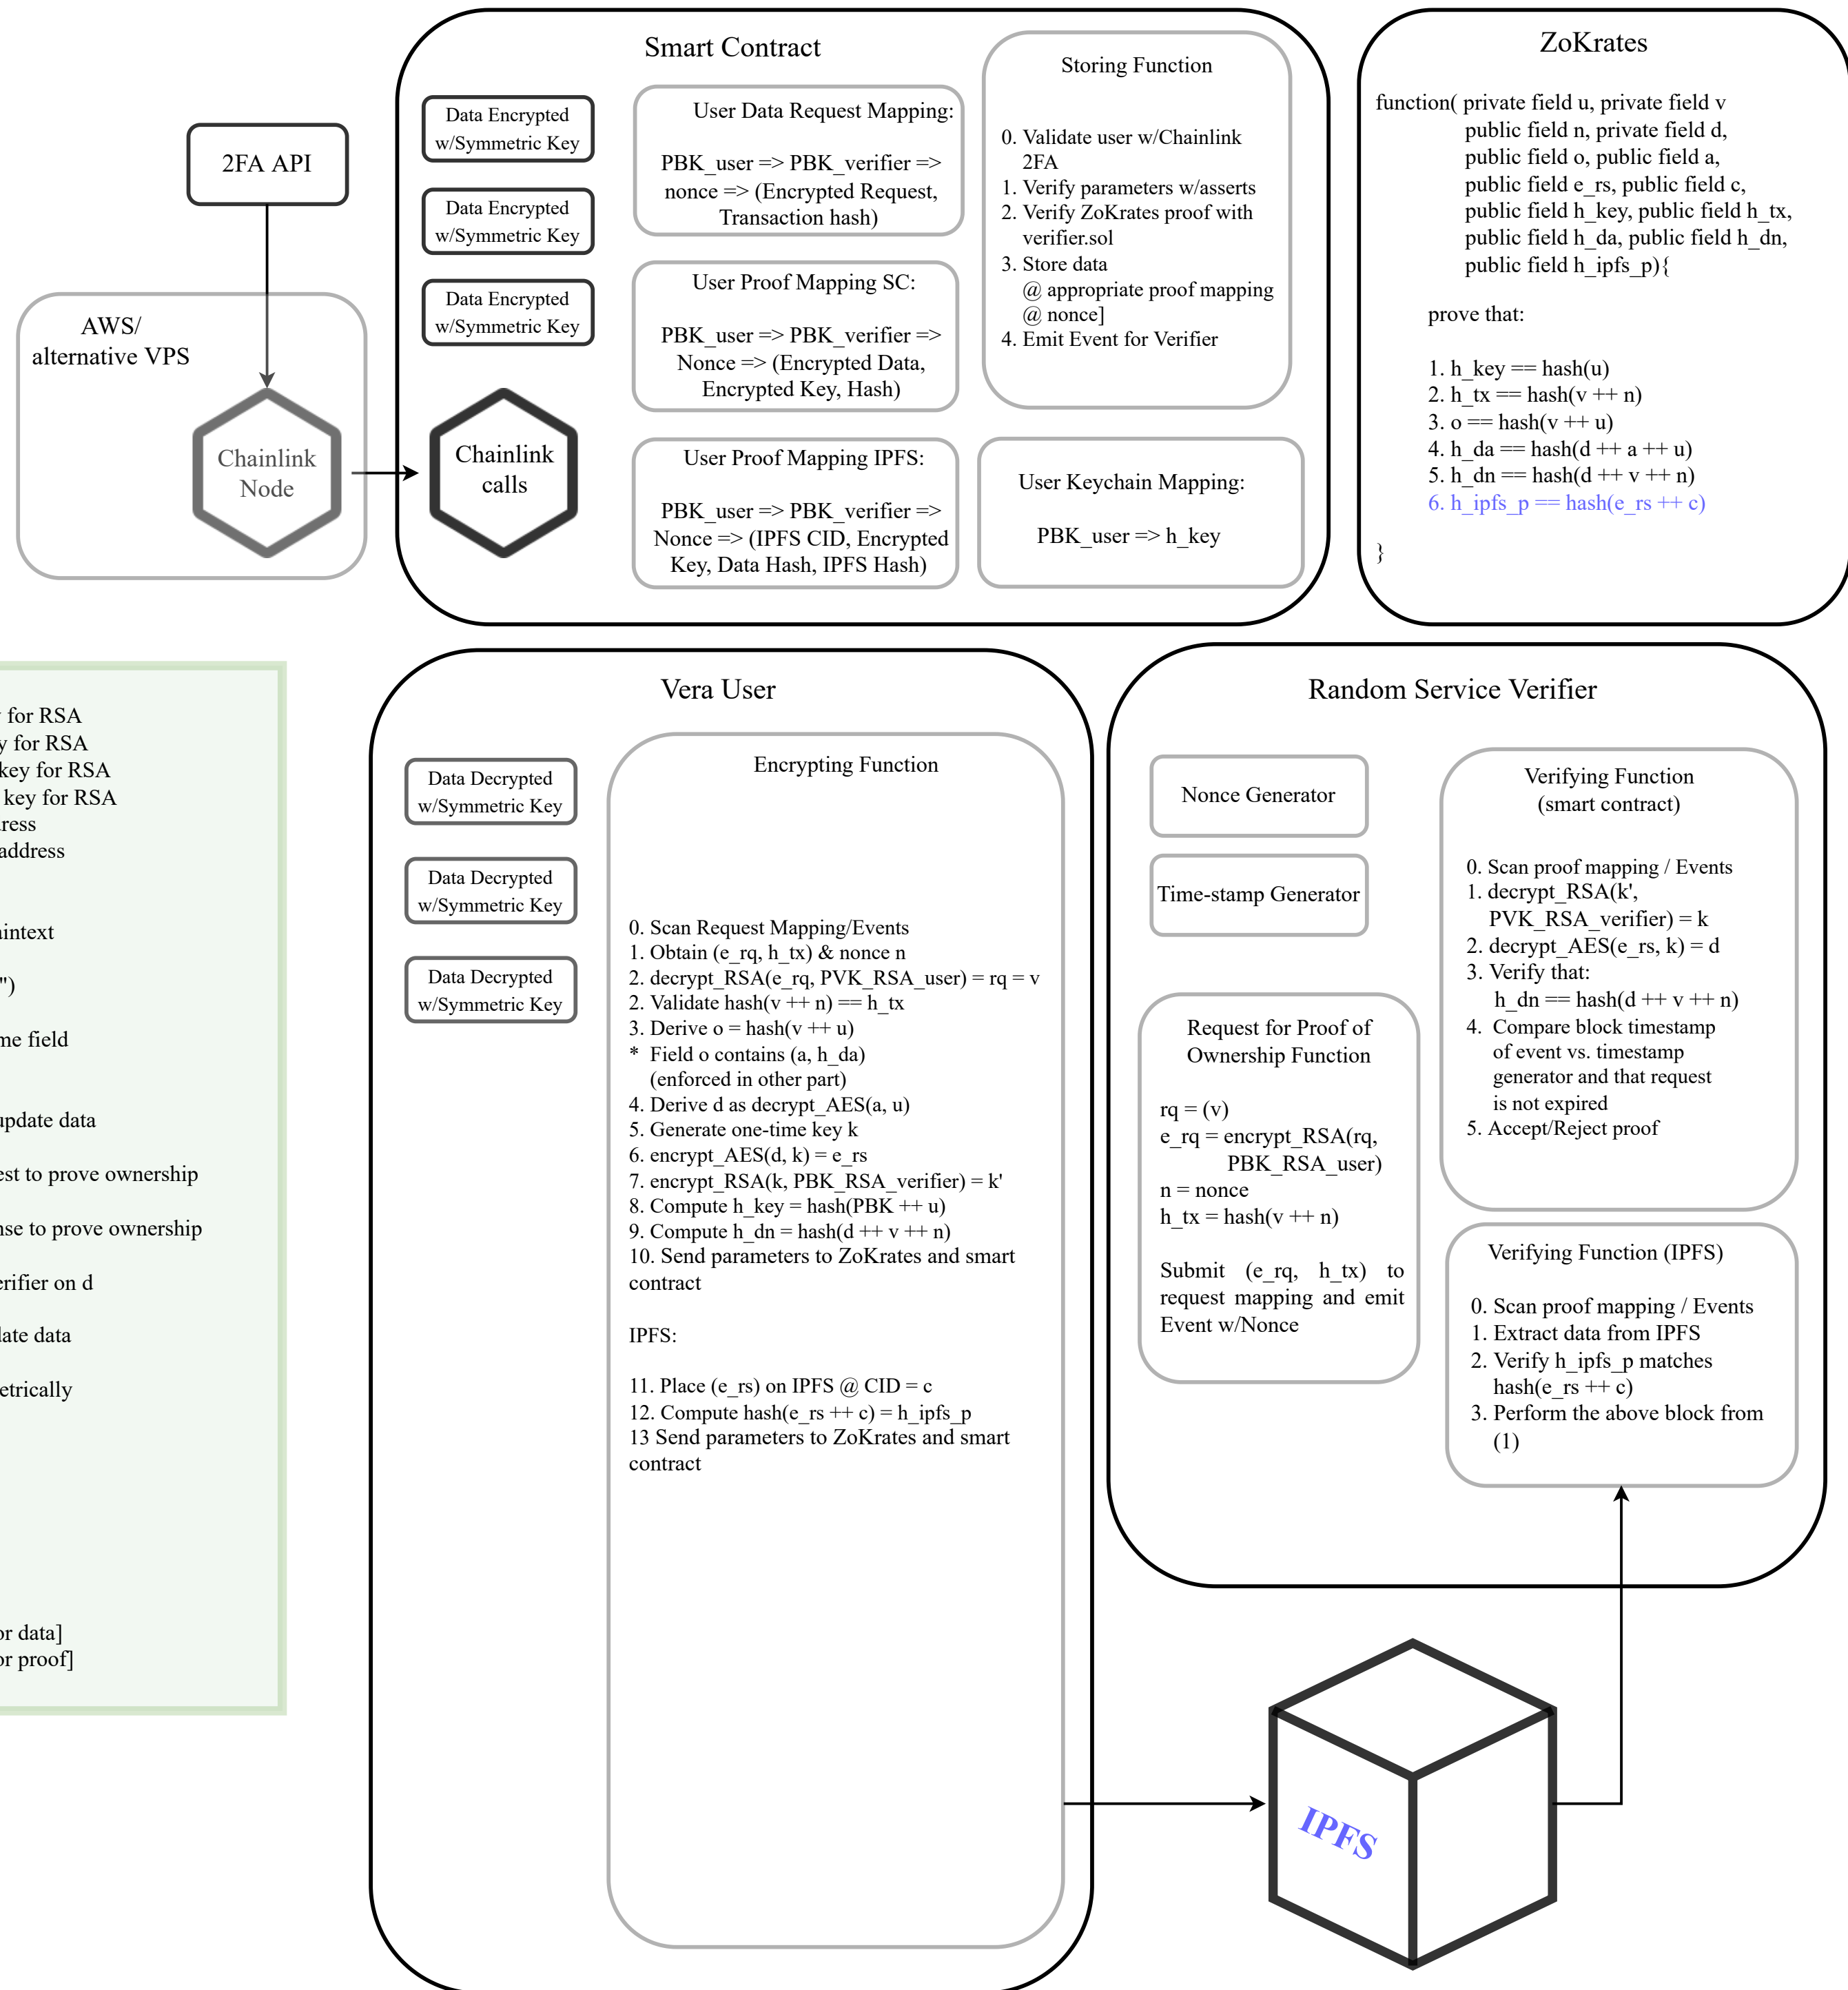 2FA API
AWS/
alternative VPS
Chainlink
Node
Smart Contract
Data Encrypted
w/Symmetric Key
Data Encrypted
w/Symmetric Key
Data Encrypted
w/Symmetric Key
Chainlink
calls
User Data Request Mapping:
PBK_user => PBK_verifier =>
nonce => (Encrypted Request,
Transaction hash)
User Proof Mapping SC:
PBK_user => PBK_verifier =>
Nonce => (Encrypted Data,
Encrypted Key, Hash)
User Proof Mapping IPFS:
PBK_user => PBK_verifier =>
Nonce => (IPFS CID, Encrypted
Key, Data Hash, IPFS Hash)
Storing Function
0. Validate user w/Chainlink
2FA
1. Verify parameters w/asserts
2. Verify ZoKrates proof with
verifier.sol
3. Store data
@ appropriate proof mapping
@ nonce]
4. Emit Event for Verifier
User Keychain Mapping:
PBK_user => h_key
ZoKrates
function( private field u, private field v
public field n, private field d,
public field o, public field a,
public field e_rs, public field c,
public field h_key, public field h_tx,
public field h_da, public field h_dn,
public field h_ipfs_p){
prove that:
1. h_key == hash(u)
2. h_tx == hash(v ++ n)
3. o == hash(v ++ u)
4. h_da == hash(d ++ a ++ u)
5. h_dn == hash(d ++ v ++ n)
6. h_ipfs_p == hash(e_rs ++ c)
}
for RSA
for RSA
key for RSA
key for RSA
address
update data
to prove ownership
to prove ownership
on d
data
or data]
or proof]
Vera User
Data Decrypted
w/Symmetric Key
Data Decrypted
w/Symmetric Key
Data Decrypted
w/Symmetric Key
Encrypting Function
0. Scan Request Mapping/Events
1. Obtain (e_rq, h_tx) & nonce n
2. decrypt_RSA(e_rq, PVK_RSA_user) = rq = v
2. Validate hash(v ++ n) == h_tx
3. Derive o = hash(v ++ u)
* Field o contains (a, h_da)
(enforced in other part)
4. Derive d as decrypt_AES(a, u)
5. Generate one-time key k
6. encrypt_AES(d, k) = e_rs
7. encrypt_RSA(k, PBK_RSA_verifier) = k'
8. Compute h_key = hash(PBK ++ u)
9. Compute h_dn = hash(d ++ v ++ n)
10. Send parameters to ZoKrates and smart
contract
IPFS:
11. Place (e_rs) on IPFS @ CID = c
12. Compute hash(e_rs ++ c) = h_ipfs_p
13 Send parameters to ZoKrates and smart
contract
Random Service Verifier
Nonce Generator
Time-stamp Generator
Request for Proof of
Ownership Function
rq = (v)
e_rq = encrypt_RSA(rq,
PBK_RSA_user)
n = nonce
h_tx = hash(v ++ n)
Submit (e_rq, h_tx) to
request mapping and emit
Event w/Nonce
Verifying Function
(smart contract)
0. Scan proof mapping / Events
1. decrypt_RSA(k',
PVK_RSA_verifier) = k
2. decrypt_AES(e_rs, k) = d
3. Verify that:
h_dn == hash(d ++ v ++ n)
4. Compare block timestamp
of event vs. timestamp
generator and that request
is not expired
5. Accept/Reject proof
Verifying Function (IPFS)
0. Scan proof mapping / Events
1. Extract data from IPFS
2. Verify h_ipfs_p matches
hash(e_rs ++ c)
3. Perform the above block from
(1)
IPFS